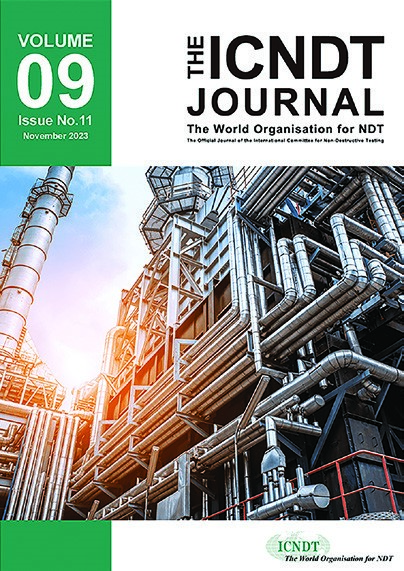 VOLUME
09
Issue No.11
November 2023
THE ICNDT
JOURNAL
The World Organisation for NDT
The Official Journal of the International Committee for Non-Destructive Testing
ICNDT
The World Organisation for NDT